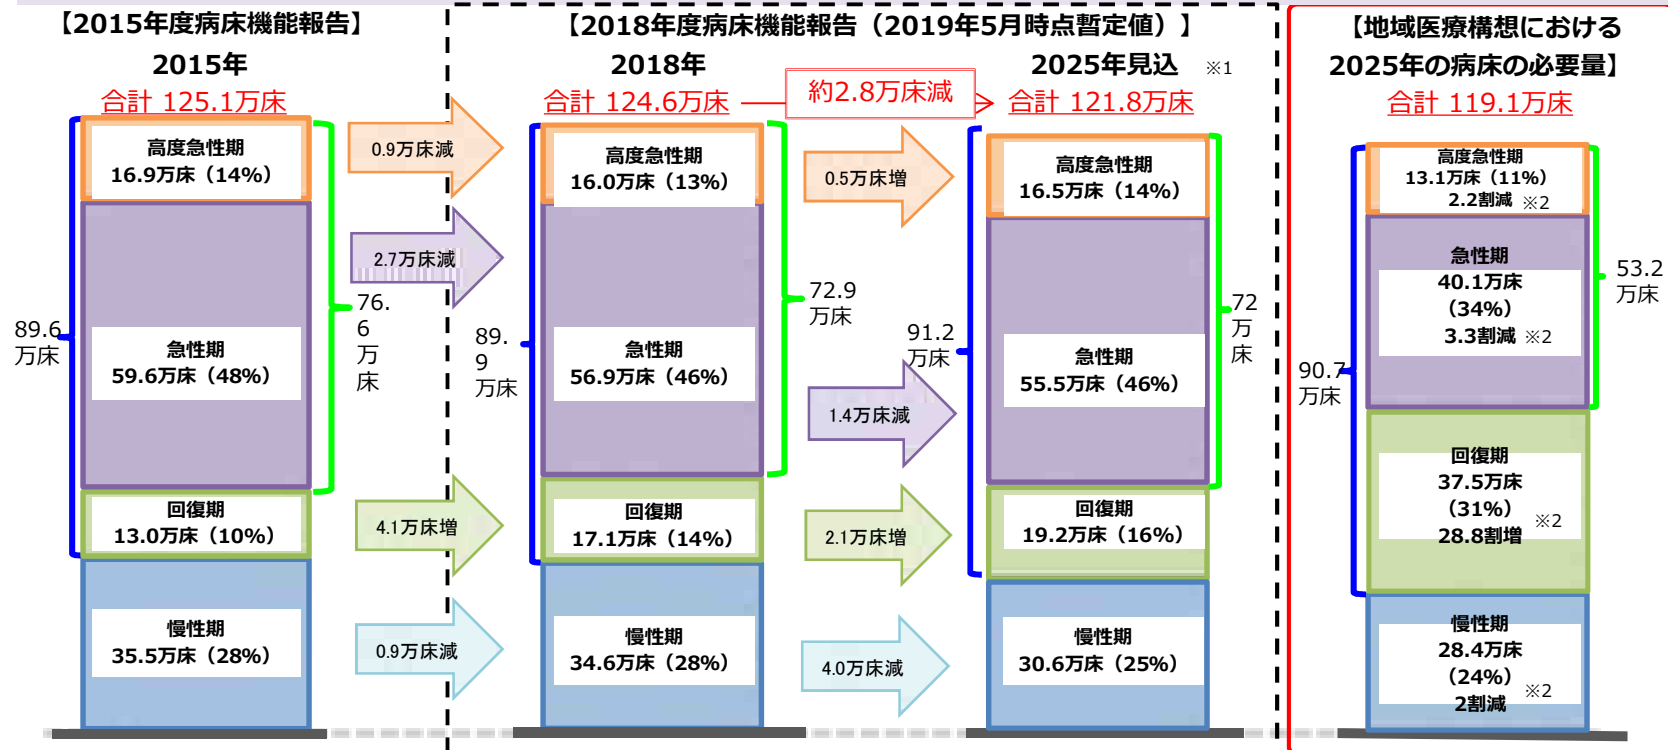 【2015年度病床機能報告】
2015年
合計 125.1万床
高度急性期
16.9万床（14%）
急性期
59.6万床（48%）
回復期
13.0万床（10%）
慢性期
35.5万床（28%）
89.6
万床
76.
6
万
床
0.9万床減
2.7万床減
4.1万床増
0.9万床減
【2018年度病床機能報告（2019年5月時点暫定値）】
2018年
合計 124.6万床
高度急性期
16.0万床（13%）
急性期
56.9万床（46%）
回復期
17.1万床（14%）
慢性期
34.6万床（28%）
89.
9
万床
72.9
万床
約2.8万床減
0.5万床増
1.4万床減
2.1万床増
4.0万床減
2025年見込 ※1
合計 121.8万床
高度急性期
16.5万床（14%）
急性期
55.5万床（46%）
回復期
19.2万床（16%）
慢性期
30.6万床（25%）
91.2
万床
72
万
床
【地域医療構想における
2025年の病床の必要量】
合計 119.1万床
高度急性期
13.1万床（11%）
2.2割減 ※2
急性期
40.1万床
(34%)
3.3割減 ※2
回復期
37.5万床
(31%)
28.8割増 ※2
慢性期
28.4万床
(24%)
2割減 ※2
90.7
万床
53.2
万床